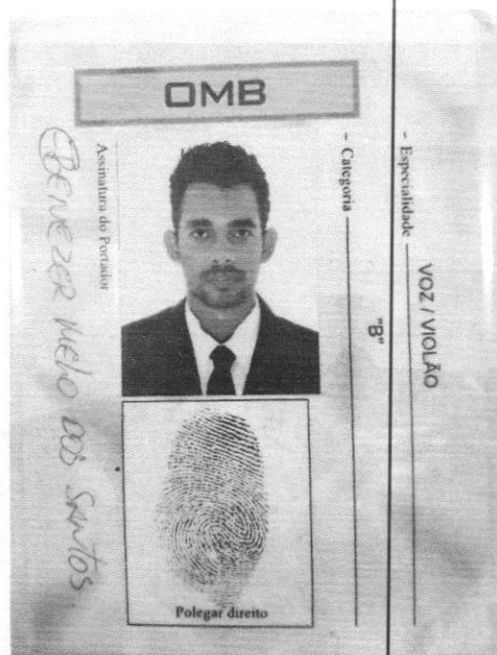 OMB
- Especialidade
VOZ / VIOLÃO
- Categoria
"B"
Assinatura do Portador
EBENEZER MELO DOS SANTOS.
Polegar direito